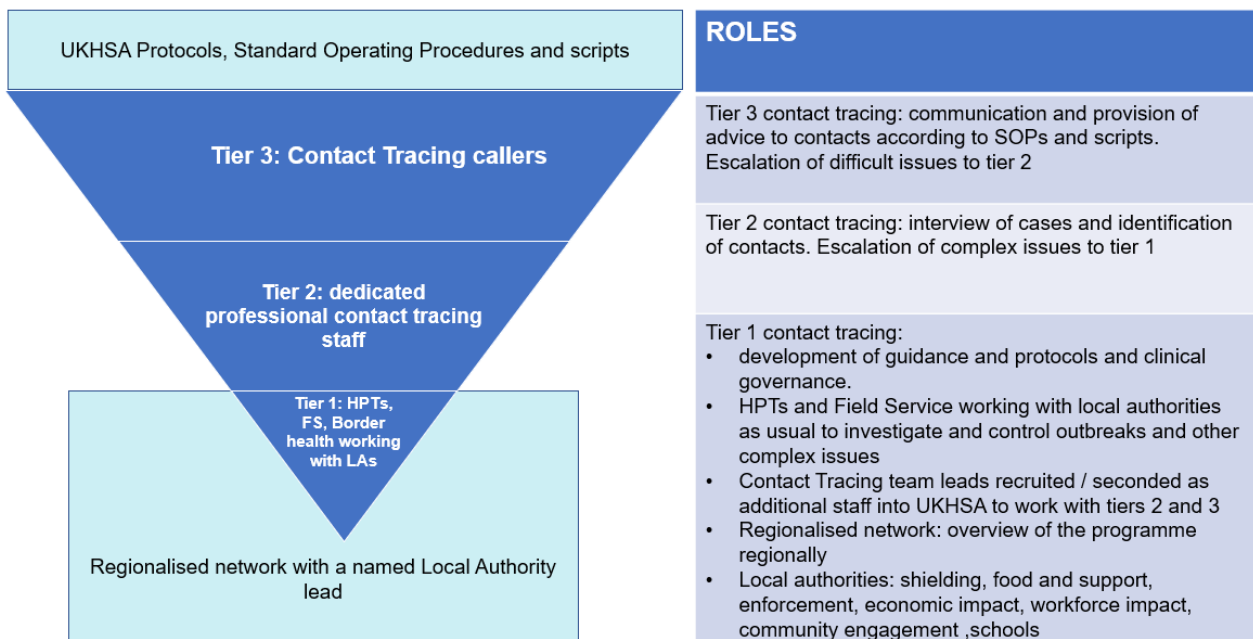 UKHSA Protocols, Standard Operating Procedures and scripts
Tier 3: Contact Tracing callers
Tier 2: dedicated
professional contact tracing
staff
Tier 1: HPTs,
FS, Border
health working
with LAs
Regionalised network with a named Local Authority
lead
ROLES
Tier 3 contact tracing: communication and provision of
advice to contacts according to SOPs and scripts.
Escalation of difficult issues to tier 2
Tier 2 contact tracing: interview of cases and identification
of contacts. Escalation of complex issues to tier 1
Tier 1 contact tracing:
• development of guidance and protocols and clinical
governance.
• HPTs and Field Service working with local authorities
as usual to investigate and control outbreaks and other
complex issues
• Contact Tracing team leads recruited / seconded as
additional staff into UKHSA to work with tiers 2 and 3
• Regionalised network: overview of the programme
regionally
• Local authorities: shielding, food and support,
enforcement, economic impact, workforce impact,
community engagement ,schools